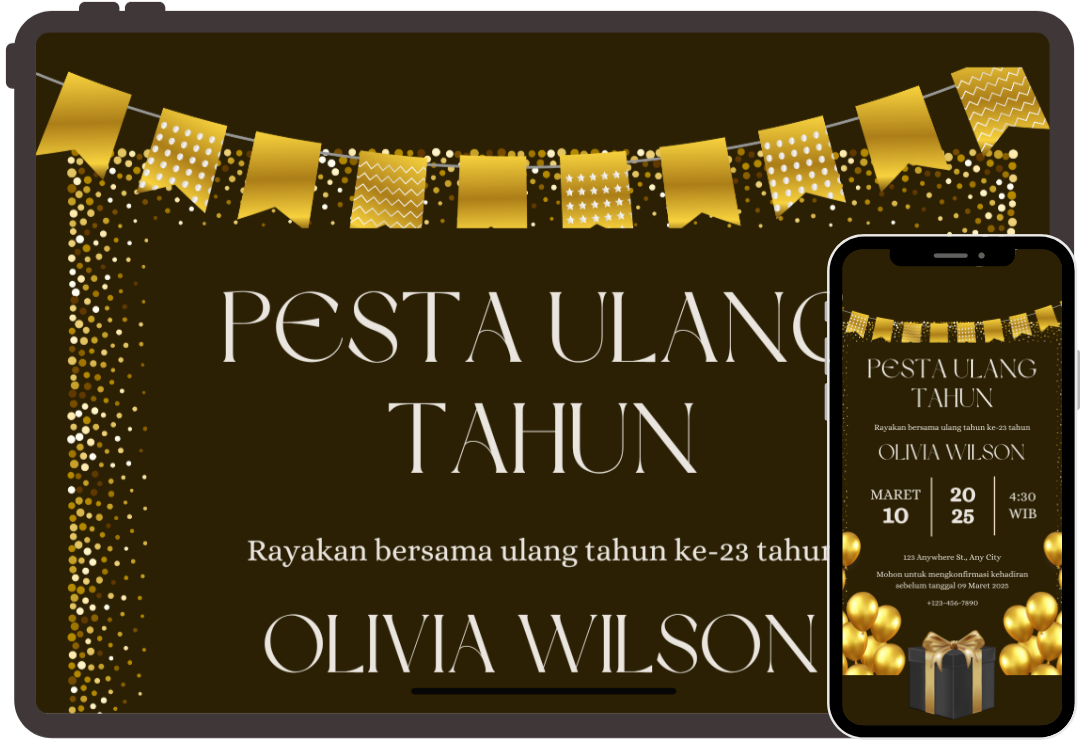 PESTA ULANG
TAHUN
Rayakan bersama ulang tahun ke-23 tahun
OLIVIA WILSON
PESTA ULANG
TAHUN
Rayakan bersama ulang tahun ke-23 tahun
OLIVIA WILSON
MARET
10
20
25
4:30
WIB
123 Anywhere St., Any City
Mohon untuk mengkonfirmasi kehadiran
sebelum tanggal 09 Maret 2025
+123-456-7890